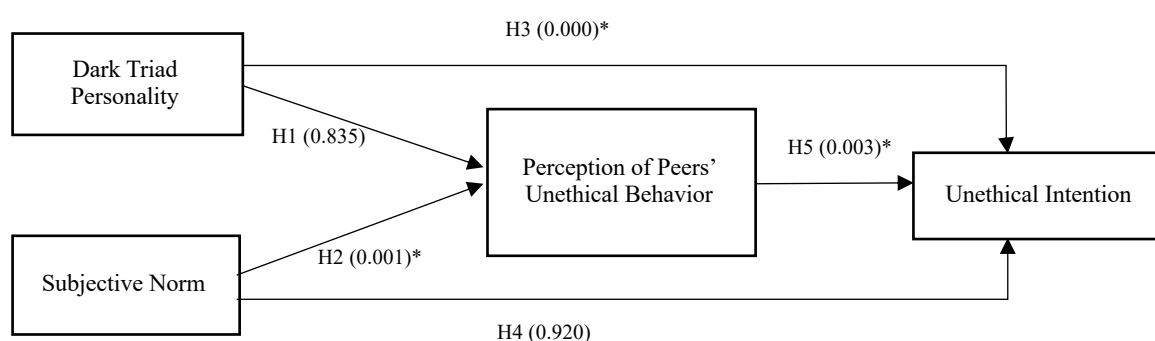 H3 (0.000)*
Dark Triad
Personality
H1 (0.835)
Perception of Peers’
Unethical Behavior
H5 (0.003)*
Unethical Intention
H2 (0.001)*
Subjective Norm
H4 (0.920)